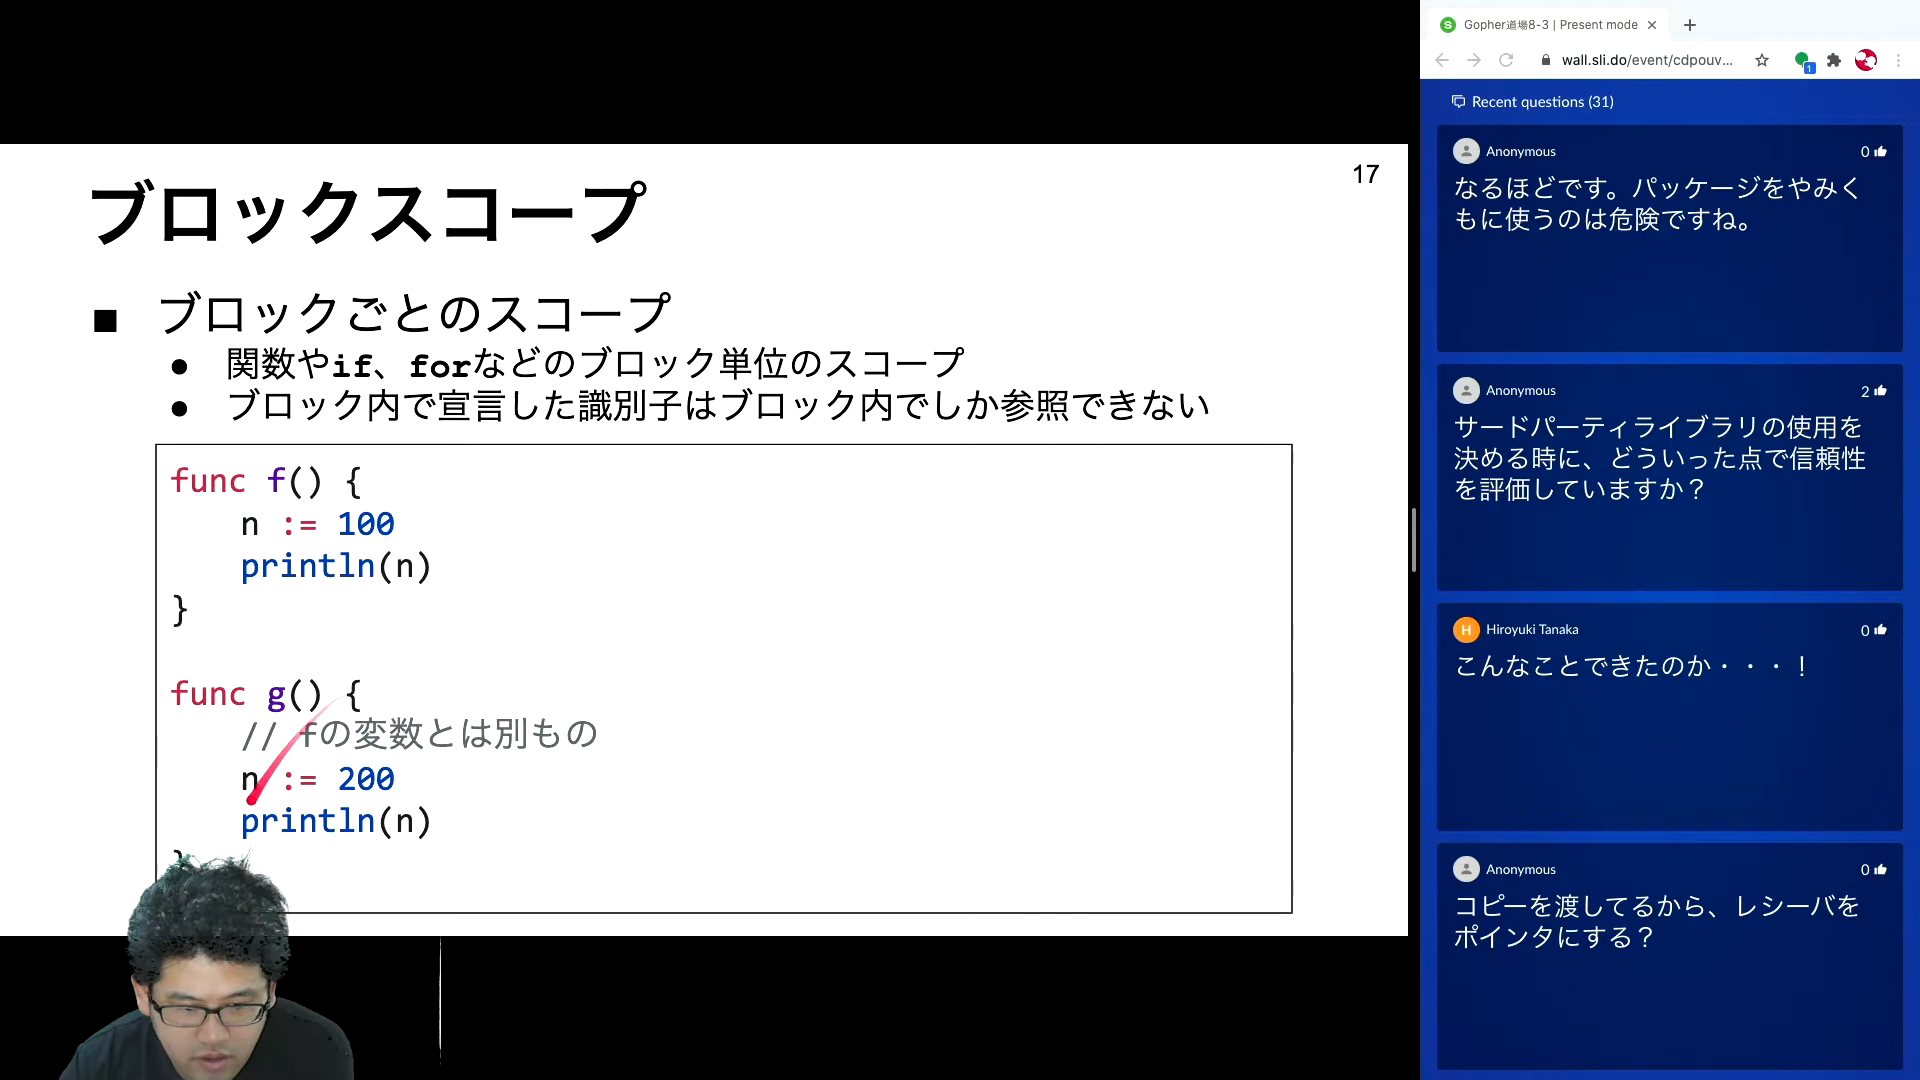 17
ブロックスコープ
■ ブロックごとのスコープ
● 関数やif、forなどのブロック単位のスコープ
● ブロック内で宣言した識別子はブロック内でしか参照できない
func f() {
n := 100
println(n)
}
func g() {
// fの変数とは別もの
n := 200
println(n)
}
Gopher道場8-3 | Present mode
wall.sli.do/event/cdpouv...
1
Recent questions (31)
Anonymous
0
なるほどです。パッケージをやみく
もに使うのは危険ですね。
Anonymous
2
サードパーティライブラリの使用を
決める時に、どういった点で信頼性
を評価していますか？
H
Hiroyuki Tanaka
0
こんなことできたのか・・・！
Anonymous
0
コピーを渡してるから、レシーバを
ポインタにする？